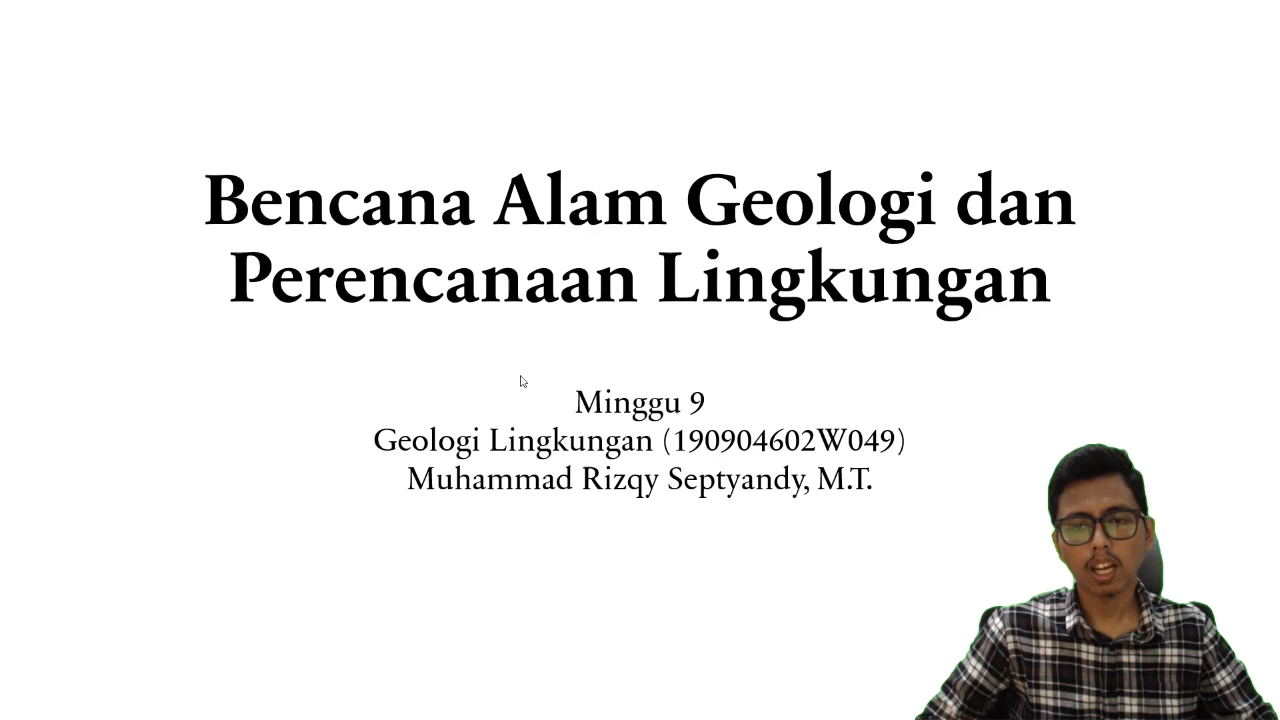 Bencana Alam Geologi dan
Perencanaan Lingkungan
Minggu 9
Geologi Lingkungan (190904602W049)
Muhammad Rizqy Septyandy, M.T.